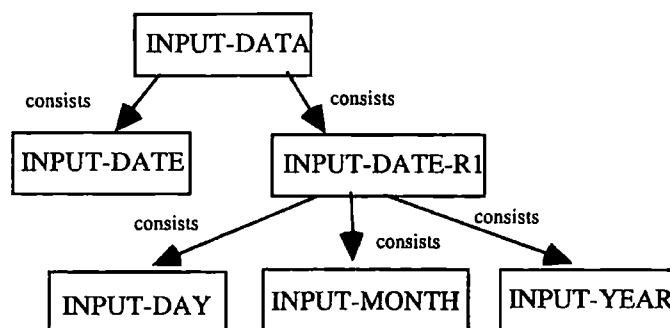 INPUT-DATA
consists
consists
INPUT-DATE
INPUT-DATE-R1
consists
consists
consists
INPUT-DAY
INPUT-MONTH
INPUT-YEAR